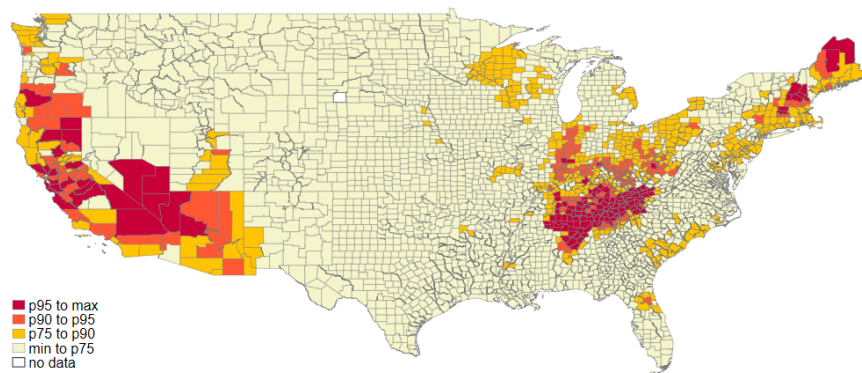 p95 to max
p90 to p95
p75 to p90
min to p75
no data